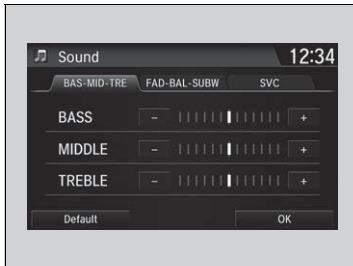 Sound 12:34
BAS-MID-TRE FAD-BAL-SUBW SVC
BASS - +
MIDDLE - +
TREBLE - +
Default OK